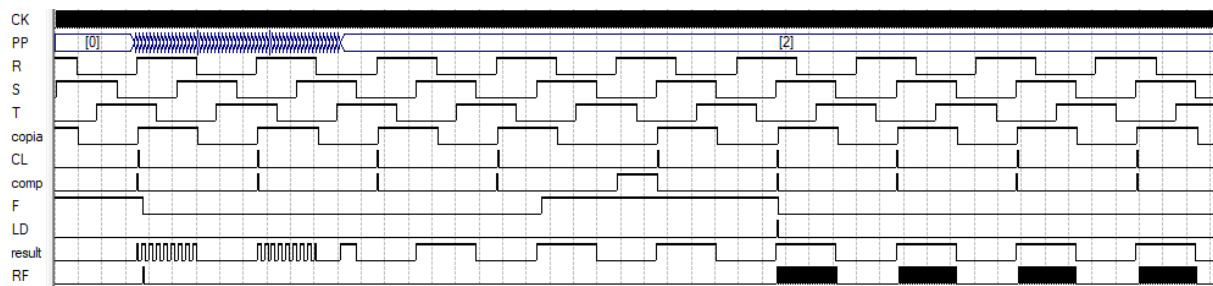 CK
PP [0] [2]
R
S
T
copia
CL
comp
F
LD
result
RF